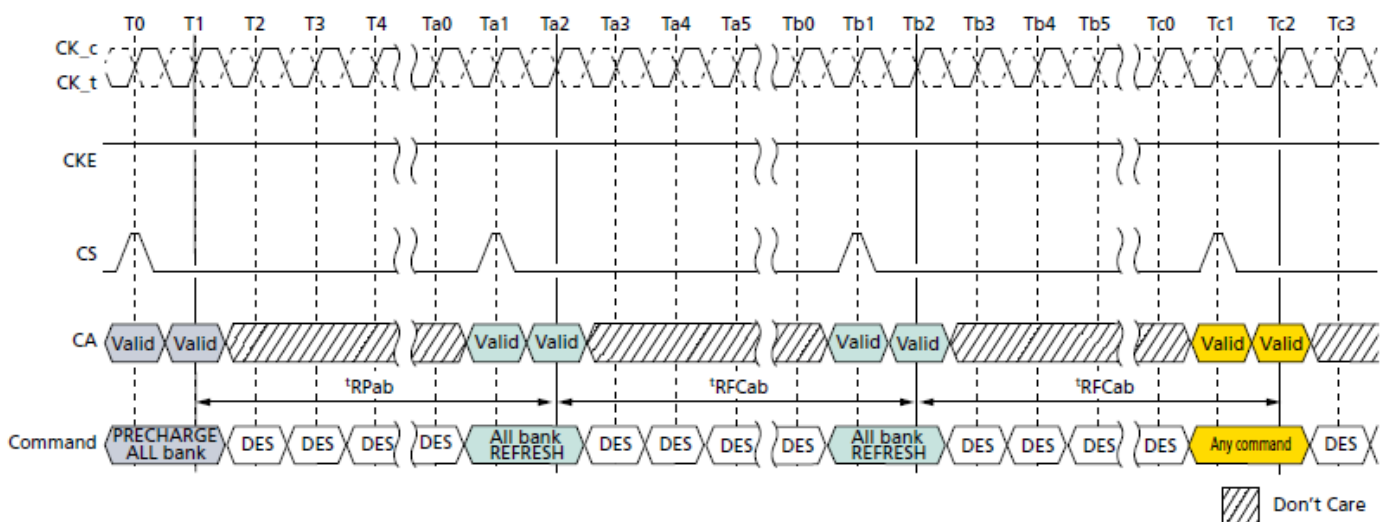 T0 T1 T2 T3 T4 Ta0 Ta1 Ta2 Ta3 Ta4 Ta5 Tb0 Tb1 Tb2 Tb3 Tb4 Tb5 Tc0 Tc1 Tc2 Tc3
CK_c
CK_t
CKE
CS
CA Valid Valid Valid Valid Valid Valid Valid Valid
tRPab tRFCab tRFCab
Command PRECHARGE ALL bank DES DES DES DES All bank REFRESH DES DES DES DES All bank REFRESH DES DES DES DES Any command DES
Don't Care